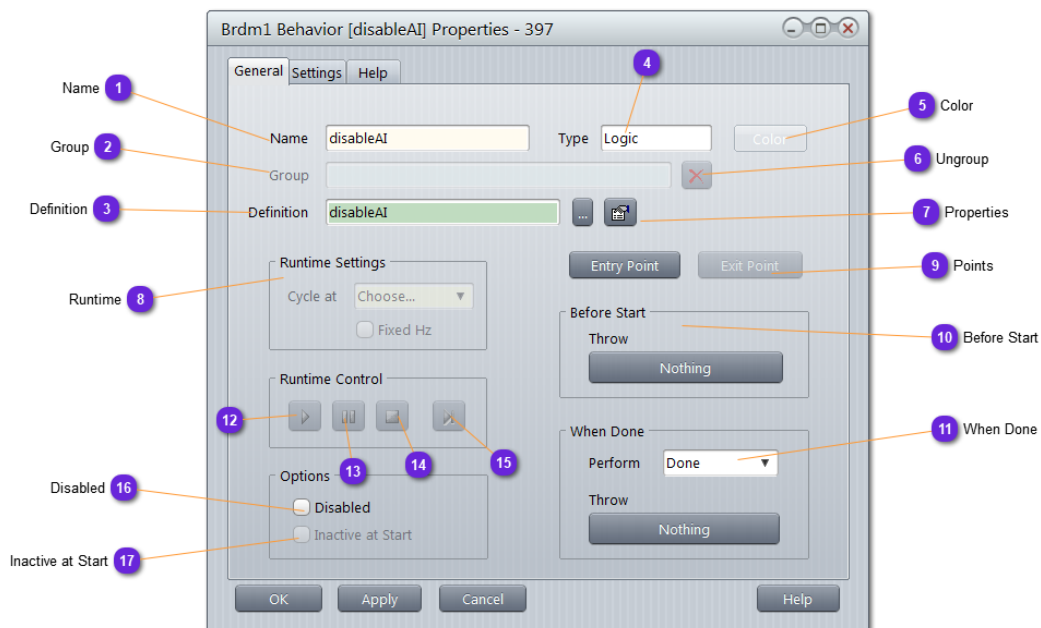 Brdm1 Behavior [disableAI] Properties - 397
General Settings Help
4
Name 1
Name disableAI Type Logic Color
5 Color
Group 2
Group
6 Ungroup
Definition 3
Definition disableAI ...
7 Properties
Runtime Settings
Entry Point Exit Point
9 Points
Runtime 8
Cycle at Choose...
Fixed Hz
Before Start
Throw
Nothing
10 Before Start
Runtime Control
12
13
14
15
When Done
Perform Done
11 When Done
Throw
Nothing
Options
Disabled 16
Disabled
Inactive at Start 17
Inactive at Start
OK Apply Cancel Help